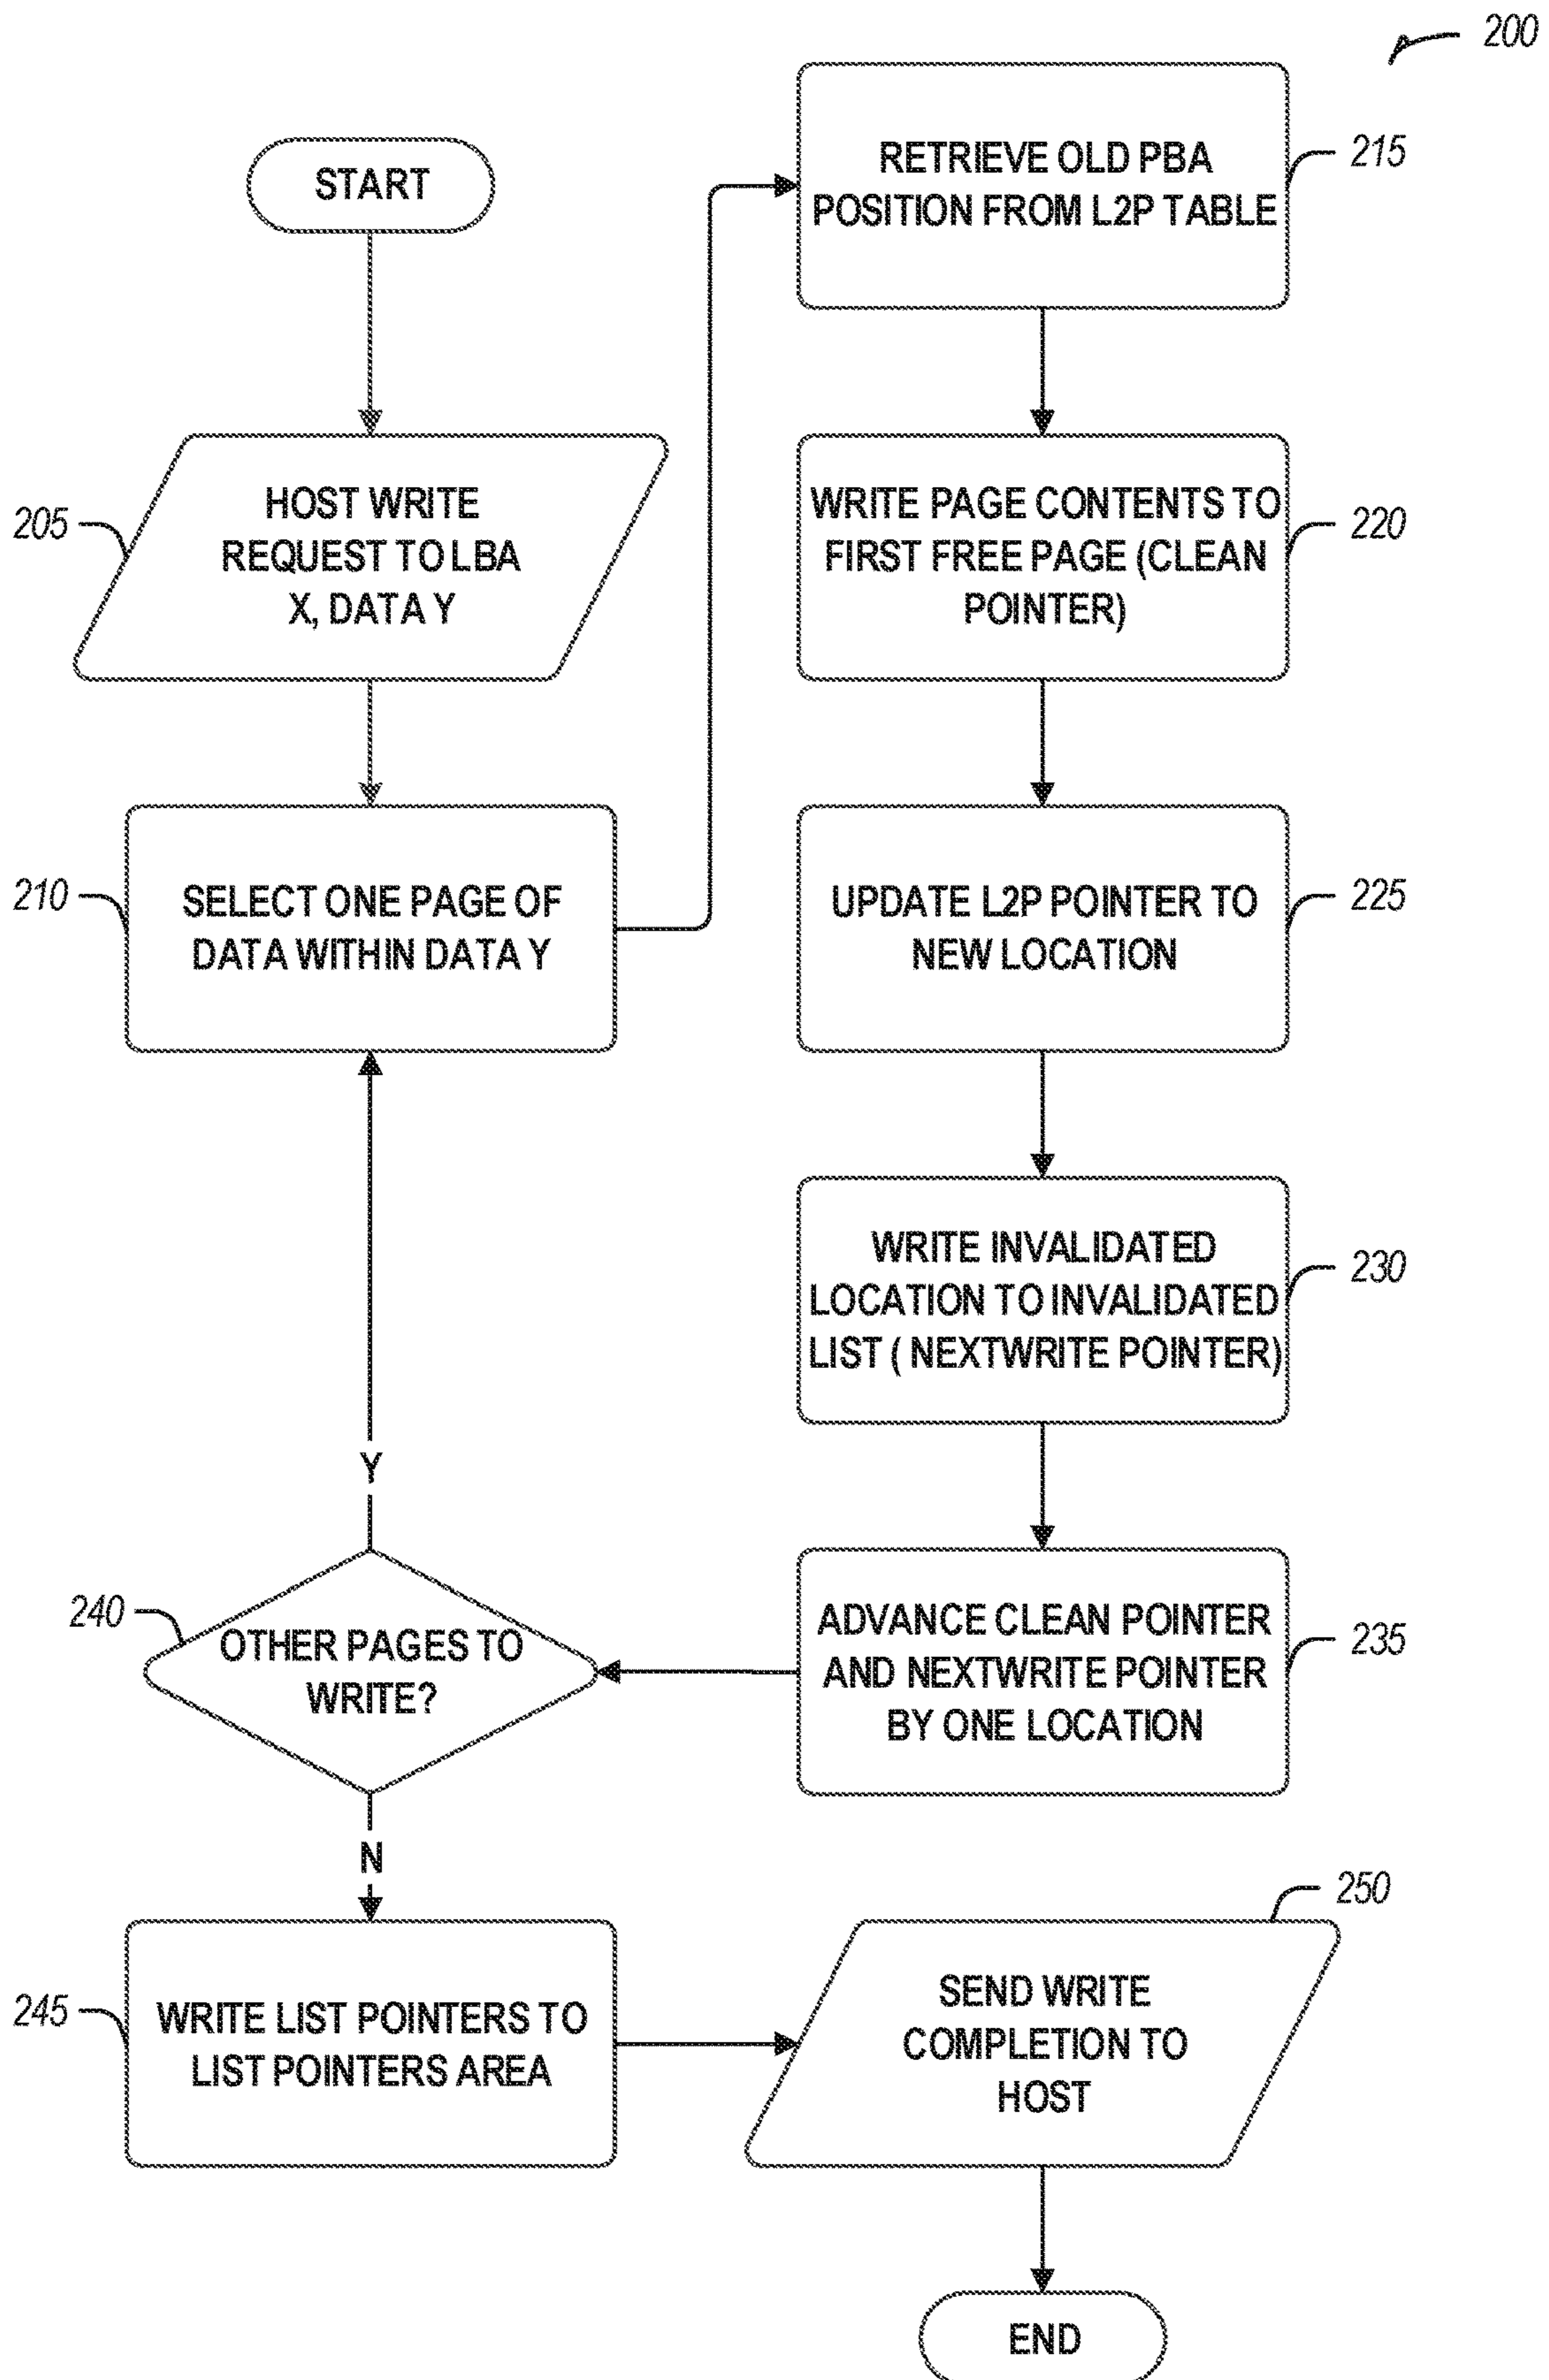 200
START
205
HOST WRITE
REQUEST TO LBA
X, DATA Y
210
SELECT ONE PAGE OF
DATA WITHIN DATA Y
215
RETRIEVE OLD PBA
POSITION FROM L2P TABLE
220
WRITE PAGE CONTENTS TO
FIRST FREE PAGE (CLEAN
POINTER)
225
UPDATE L2P POINTER TO
NEW LOCATION
230
WRITE INVALIDATED
LOCATION TO INVALIDATED
LIST ( NEXTWRITE POINTER)
235
ADVANCE CLEAN POINTER
AND NEXTWRITE POINTER
BY ONE LOCATION
240
OTHER PAGES TO
WRITE?
Y
N
245
WRITE LIST POINTERS TO
LIST POINTERS AREA
250
SEND WRITE
COMPLETION TO
HOST
END